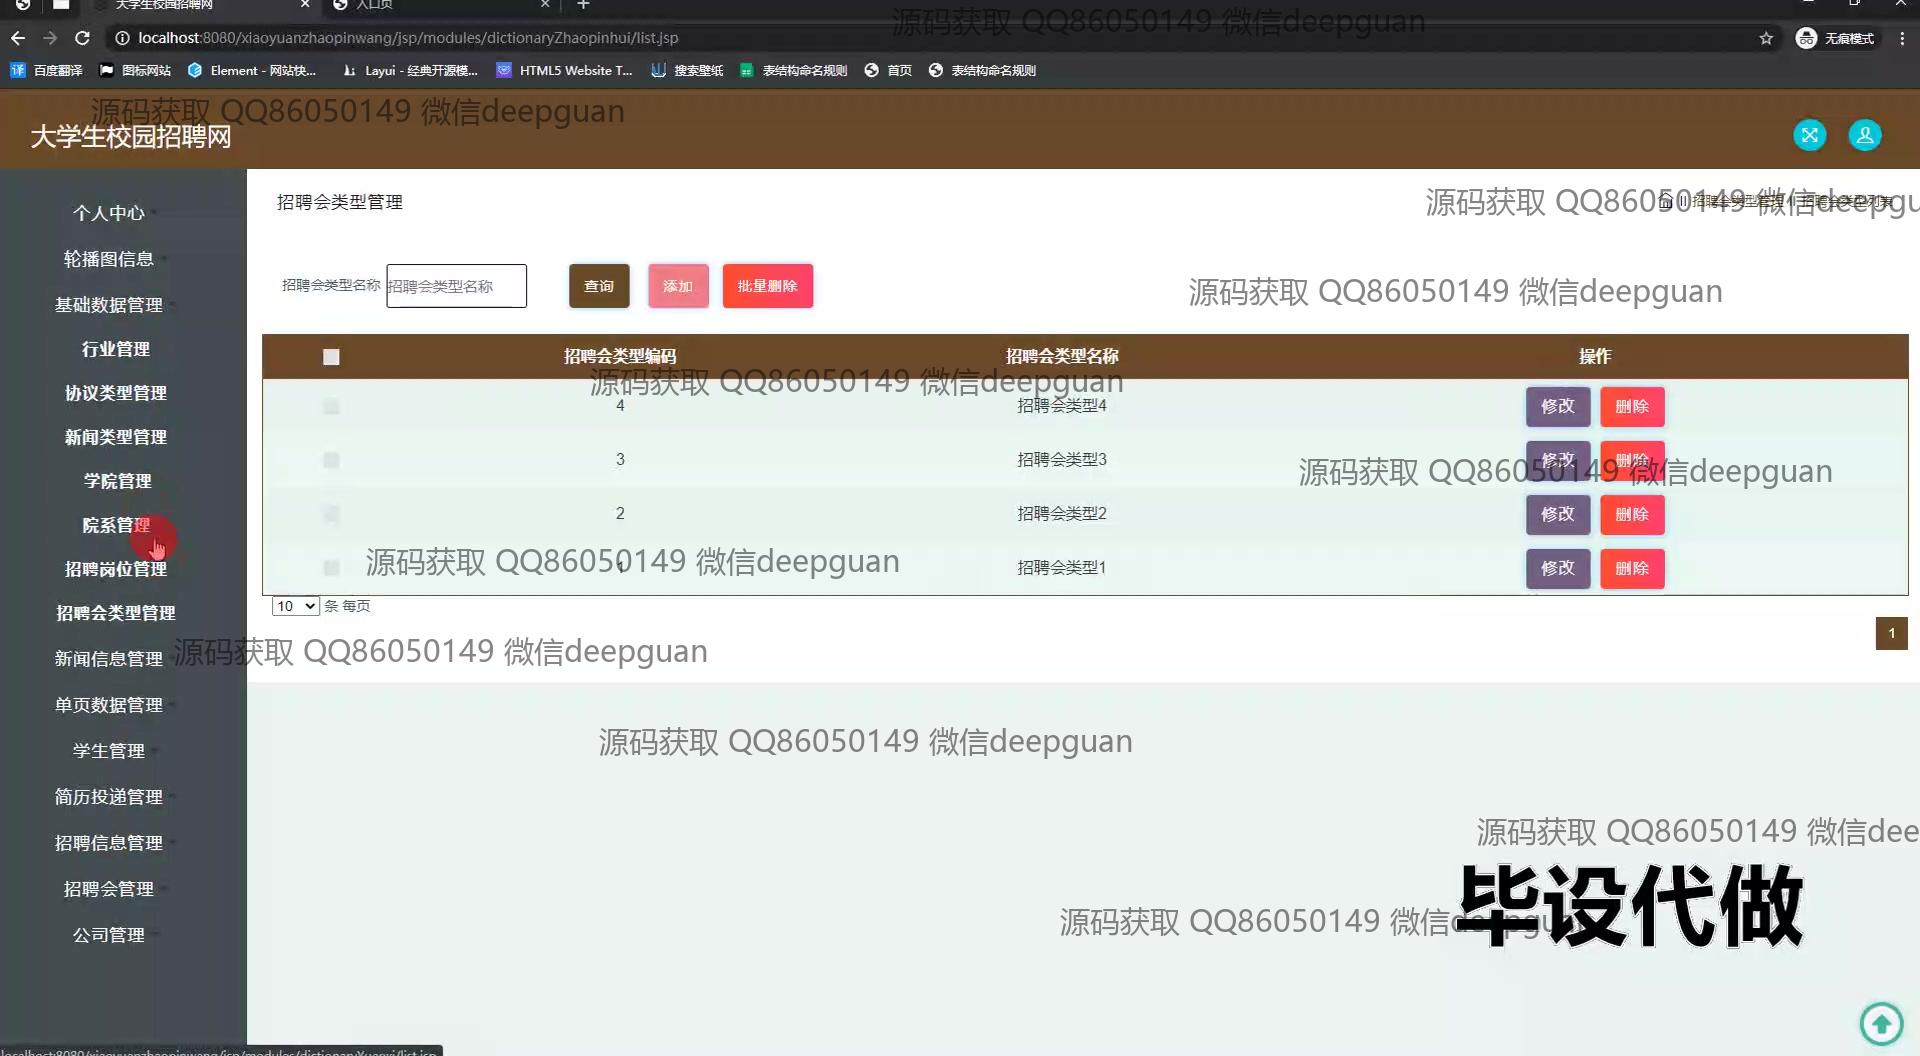 大学生校园招聘网
入口页
localhost:8080/xiaoyuanzhaopinwang/jsp/modules/dictionaryZhaopinhui/list.jsp
无痕模式
源码获取 QQ86050149 微信deepguan
译 百度翻译 图标网站 Element - 网站快... Layui - 经典开源模... HTML5 Website T... 搜索壁纸 表结构命名规则 首页 表结构命名规则
源码获取 QQ86050149 微信deepguan
大学生校园招聘网
个人中心
轮播图信息
基础数据管理
行业管理
协议类型管理
新闻类型管理
学院管理
院系管理
招聘岗位管理
招聘会类型管理
新闻信息管理
单页数据管理
学生管理
简历投递管理
招聘信息管理
招聘会管理
公司管理
招聘会类型管理
招聘会类型管理 // 招聘会类型列表
源码获取 QQ86050149 微信deepgu
招聘会类型名称 招聘会类型名称 查询 添加 批量删除
源码获取 QQ86050149 微信deepguan
招聘会类型编码 招聘会类型名称 操作
源码获取 QQ86050149 微信deepguan
4 招聘会类型4 修改 删除
3 招聘会类型3 修改 删除
源码获取 QQ86050149 微信deepguan
2 招聘会类型2 修改 删除
1 招聘会类型1 修改 删除
源码获取 QQ86050149 微信deepguan
10 条 每页
1
源码获取 QQ86050149 微信deepguan
源码获取 QQ86050149 微信deepguan
源码获取 QQ86050149 微信dee
毕设代做
源码获取 QQ86050149 微信deepguan
localhost:8080/xiaoyuanzhaopinwang/jsp/modules/dictionaryYuanxi/list.jsp